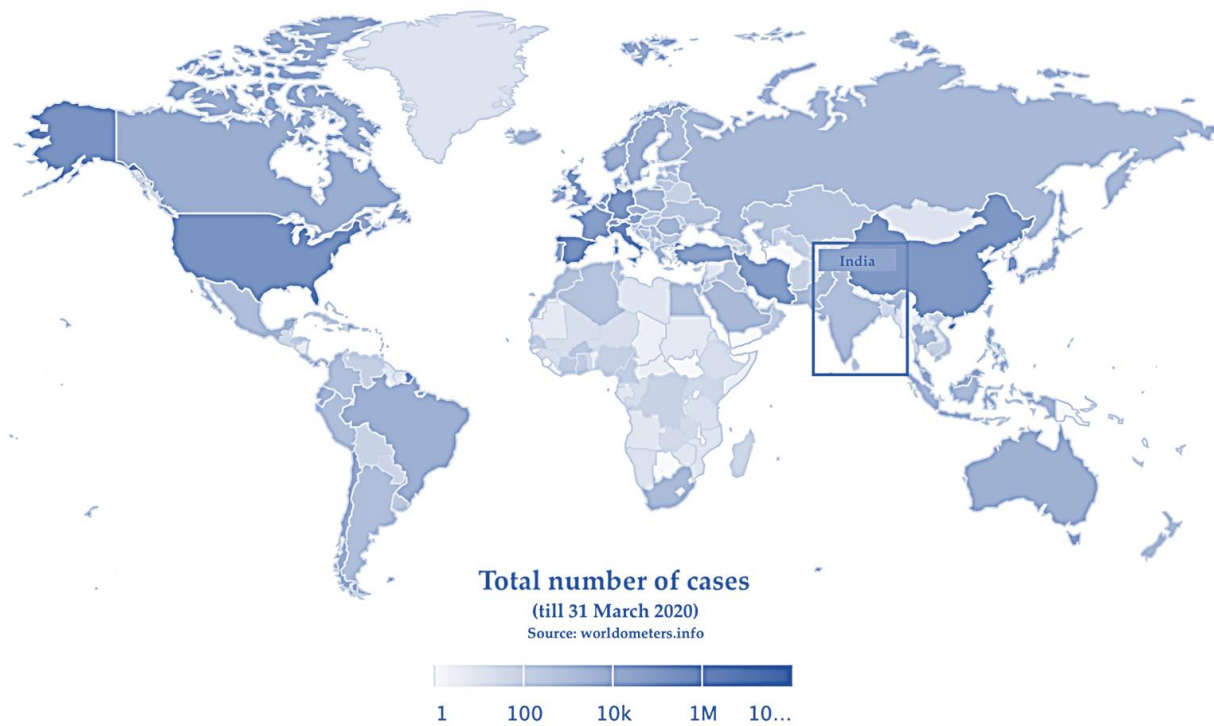 India
Total number of cases
(till 31 March 2020)
Source: worldometers.info
1 100 10k 1M 10...